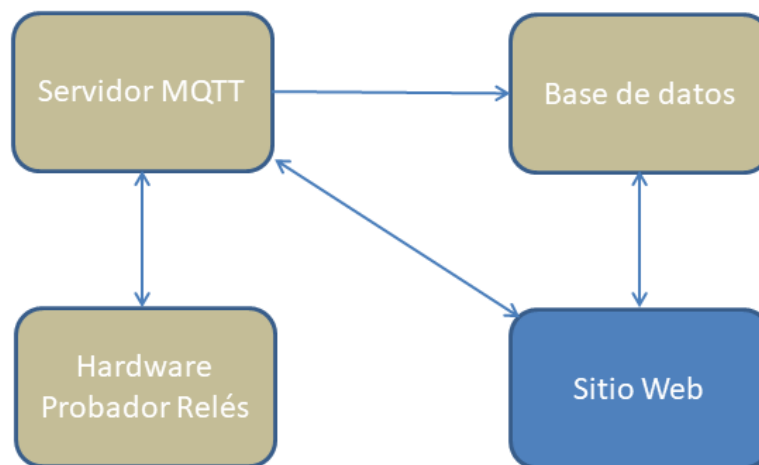 Servidor MQTT
Base de datos
Hardware
Probador Relés
Sitio Web